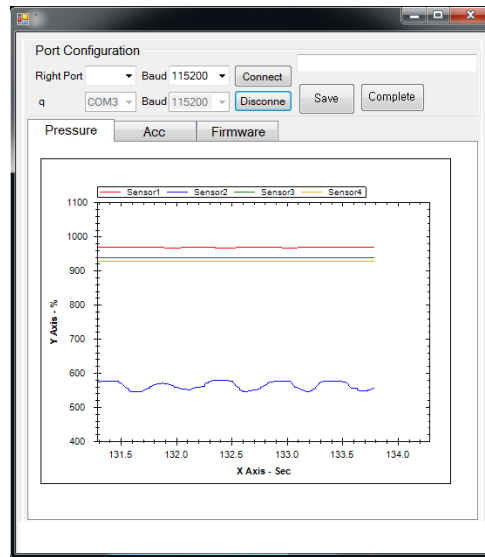 Port Configuration
Right Port Baud 115200 Connect
q COM3 Baud 115200 Disconne Save Complete
Pressure Acc Firmware
Sensor1 Sensor2 Sensor3 Sensor4
1100
1000
900
800
700
600
500
400
Y Axis - %
131.5 132.0 132.5 133.0 133.5 134.0
X Axis - Sec